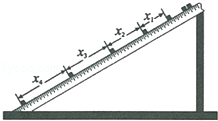 x₄ x₃ x₂ x₁